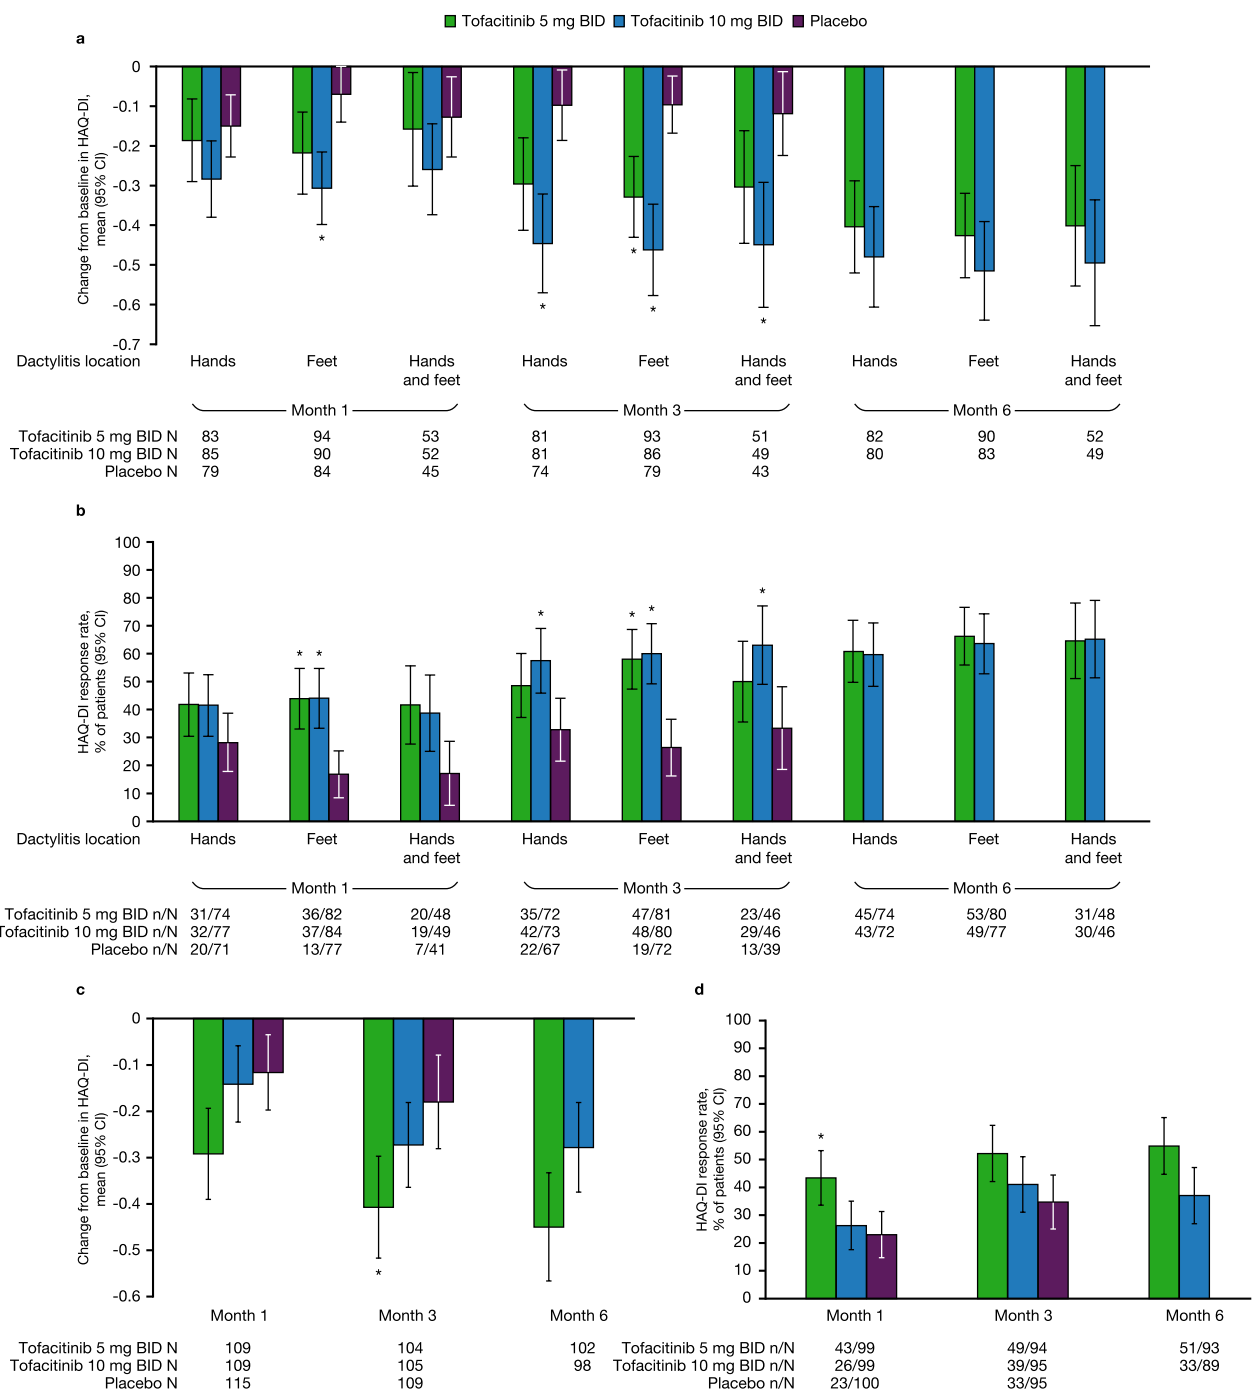 Tofacitinib 5 mg BID Tofacitinib 10 mg BID Placebo
a
Change from baseline in HAQ-DI,
mean (95% CI)
0
-0.1
-0.2
-0.3
-0.4
-0.5
-0.6
-0.7
* * * * *
Dactylitis location Hands Feet Hands and feet Hands Feet Hands and feet Hands Feet Hands and feet
Month 1 Month 3 Month 6
Tofacitinib 5 mg BID N 83 94 53 81 93 51 82 90 52
Tofacitinib 10 mg BID N 85 90 52 81 86 49 80 83 49
Placebo N 79 84 45 74 79 43
b
HAQ-DI response rate,
% of patients (95% CI)
100
90
80
70
60
50
40
30
20
10
0
* * * * * *
Dactylitis location Hands Feet Hands and feet Hands Feet Hands and feet Hands Feet Hands and feet
Month 1 Month 3 Month 6
Tofacitinib 5 mg BID n/N 31/74 36/82 20/48 35/72 47/81 23/46 45/74 53/80 31/48
Tofacitinib 10 mg BID n/N 32/77 37/84 19/49 42/73 48/80 29/46 43/72 49/77 30/46
Placebo n/N 20/71 13/77 7/41 22/67 19/72 13/39
c
Change from baseline in HAQ-DI,
mean (95% CI)
0
-0.1
-0.2
-0.3
-0.4
-0.5
-0.6
*
Month 1 Month 3 Month 6
Tofacitinib 5 mg BID N 109 104 102
Tofacitinib 10 mg BID N 109 105 98
Placebo N 115 109
d
HAQ-DI response rate,
% of patients (95% CI)
100
90
80
70
60
50
40
30
20
10
0
*
Month 1 Month 3 Month 6
Tofacitinib 5 mg BID n/N 43/99 49/94 51/93
Tofacitinib 10 mg BID n/N 26/99 39/95 33/89
Placebo n/N 23/100 33/95